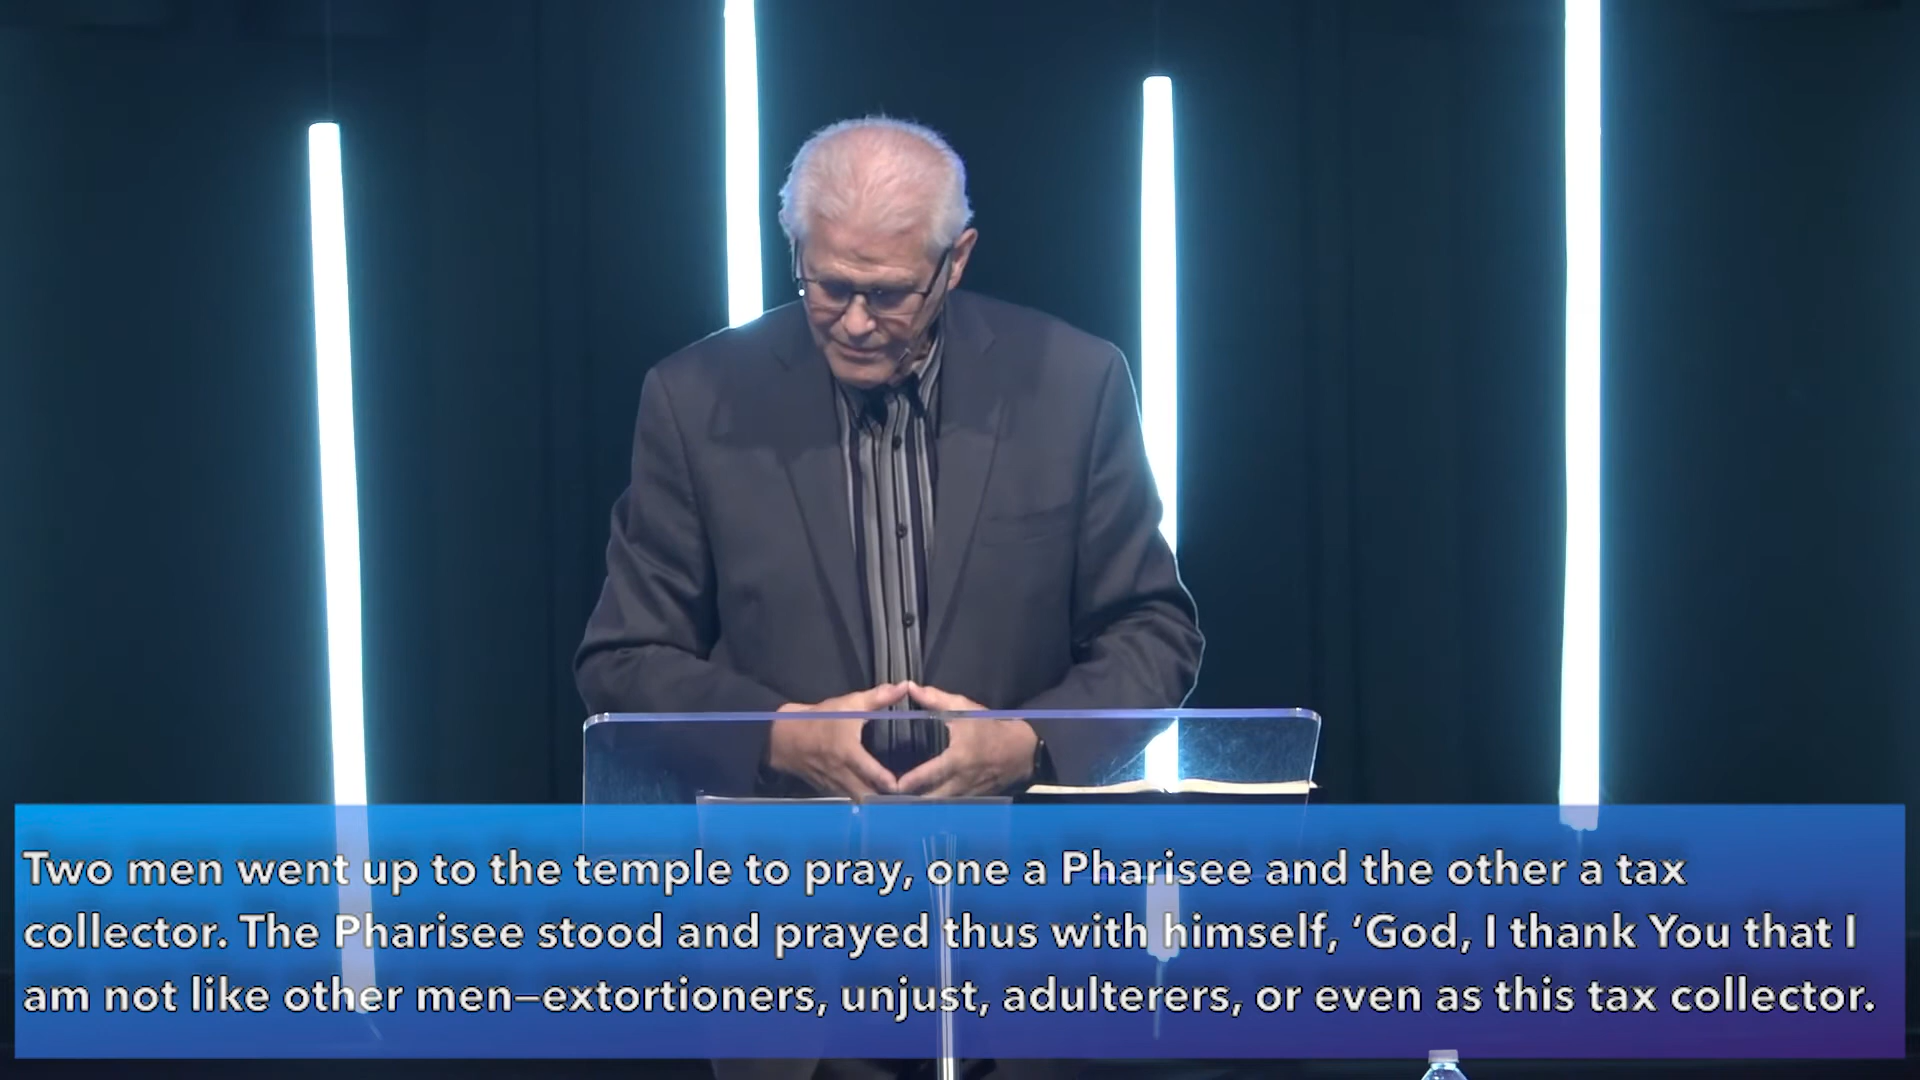 Two men went up to the temple to pray, one a Pharisee and the other a tax
collector. The Pharisee stood and prayed thus with himself, ‘God, I thank You that I
am not like other men—extortioners, unjust, adulterers, or even as this tax collector.